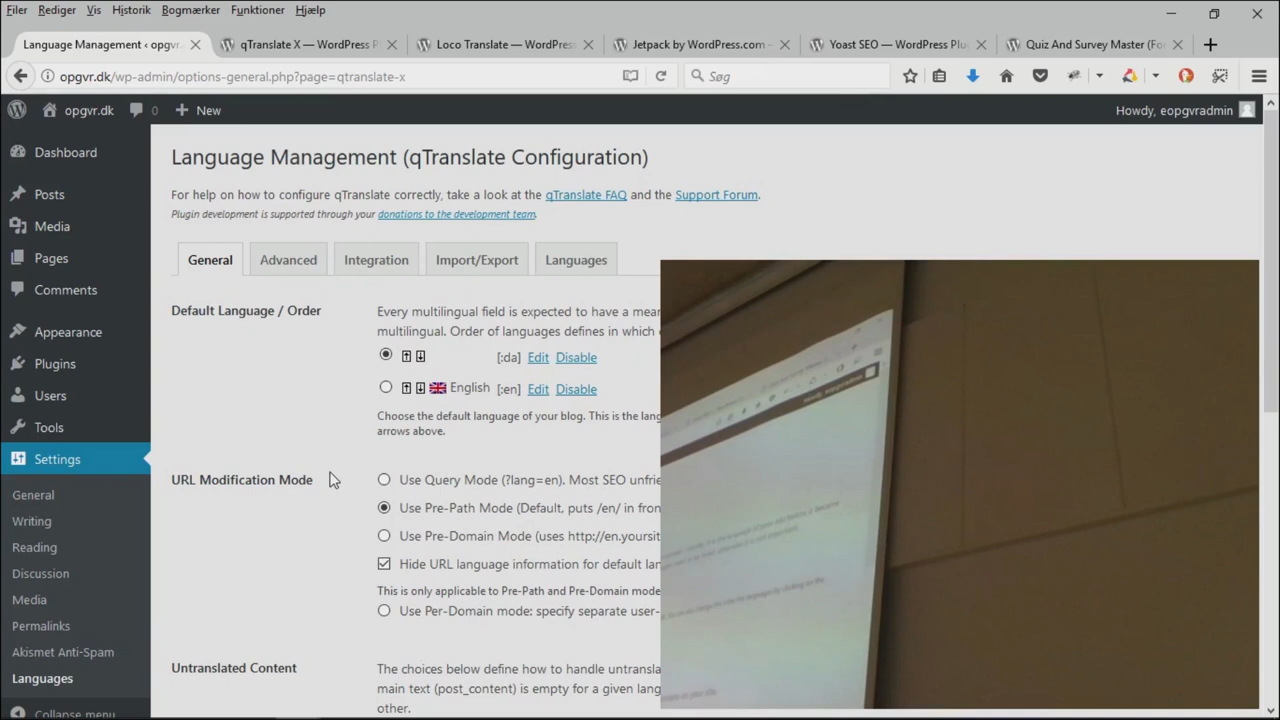 Filer Rediger Vis Historik Bogmærker Funktioner Hjælp
Language Management ‹ opgvr. qTranslate X — WordPress P Loco Translate — WordPress Jetpack by WordPress.com – Yoast SEO — WordPress Plu Quiz And Survey Master (For
opgvr.dk/wp-admin/options-general.php?page=qtranslate-x Søg
opgvr.dk 0 New Howdy, eopgvradmin
Dashboard
Posts
Media
Pages
Comments
Appearance
Plugins
Users
Tools
Settings
General
Writing
Reading
Discussion
Media
Permalinks
Akismet Anti-Spam
Languages
Collapse menu
Language Management (qTranslate Configuration)
For help on how to configure qTranslate correctly, take a look at the qTranslate FAQ and the Support Forum.
Plugin development is supported through your donations to the development team.
General Advanced Integration Import/Export Languages
Default Language / Order
Every multilingual field is expected to have a mea
multilingual. Order of languages defines in which
[:da] Edit Disable
English [:en] Edit Disable
Choose the default language of your blog. This is the lang
arrows above.
URL Modification Mode
Use Query Mode (?lang=en). Most SEO unfrie
Use Pre-Path Mode (Default, puts /en/ in fron
Use Pre-Domain Mode (uses http://en.yoursit
Hide URL language information for default lan
This is only applicable to Pre-Path and Pre-Domain mode
Use Per-Domain mode: specify separate user-
Untranslated Content
The choices below define how to handle untransla
main text (post_content) is empty for a given lang
other.